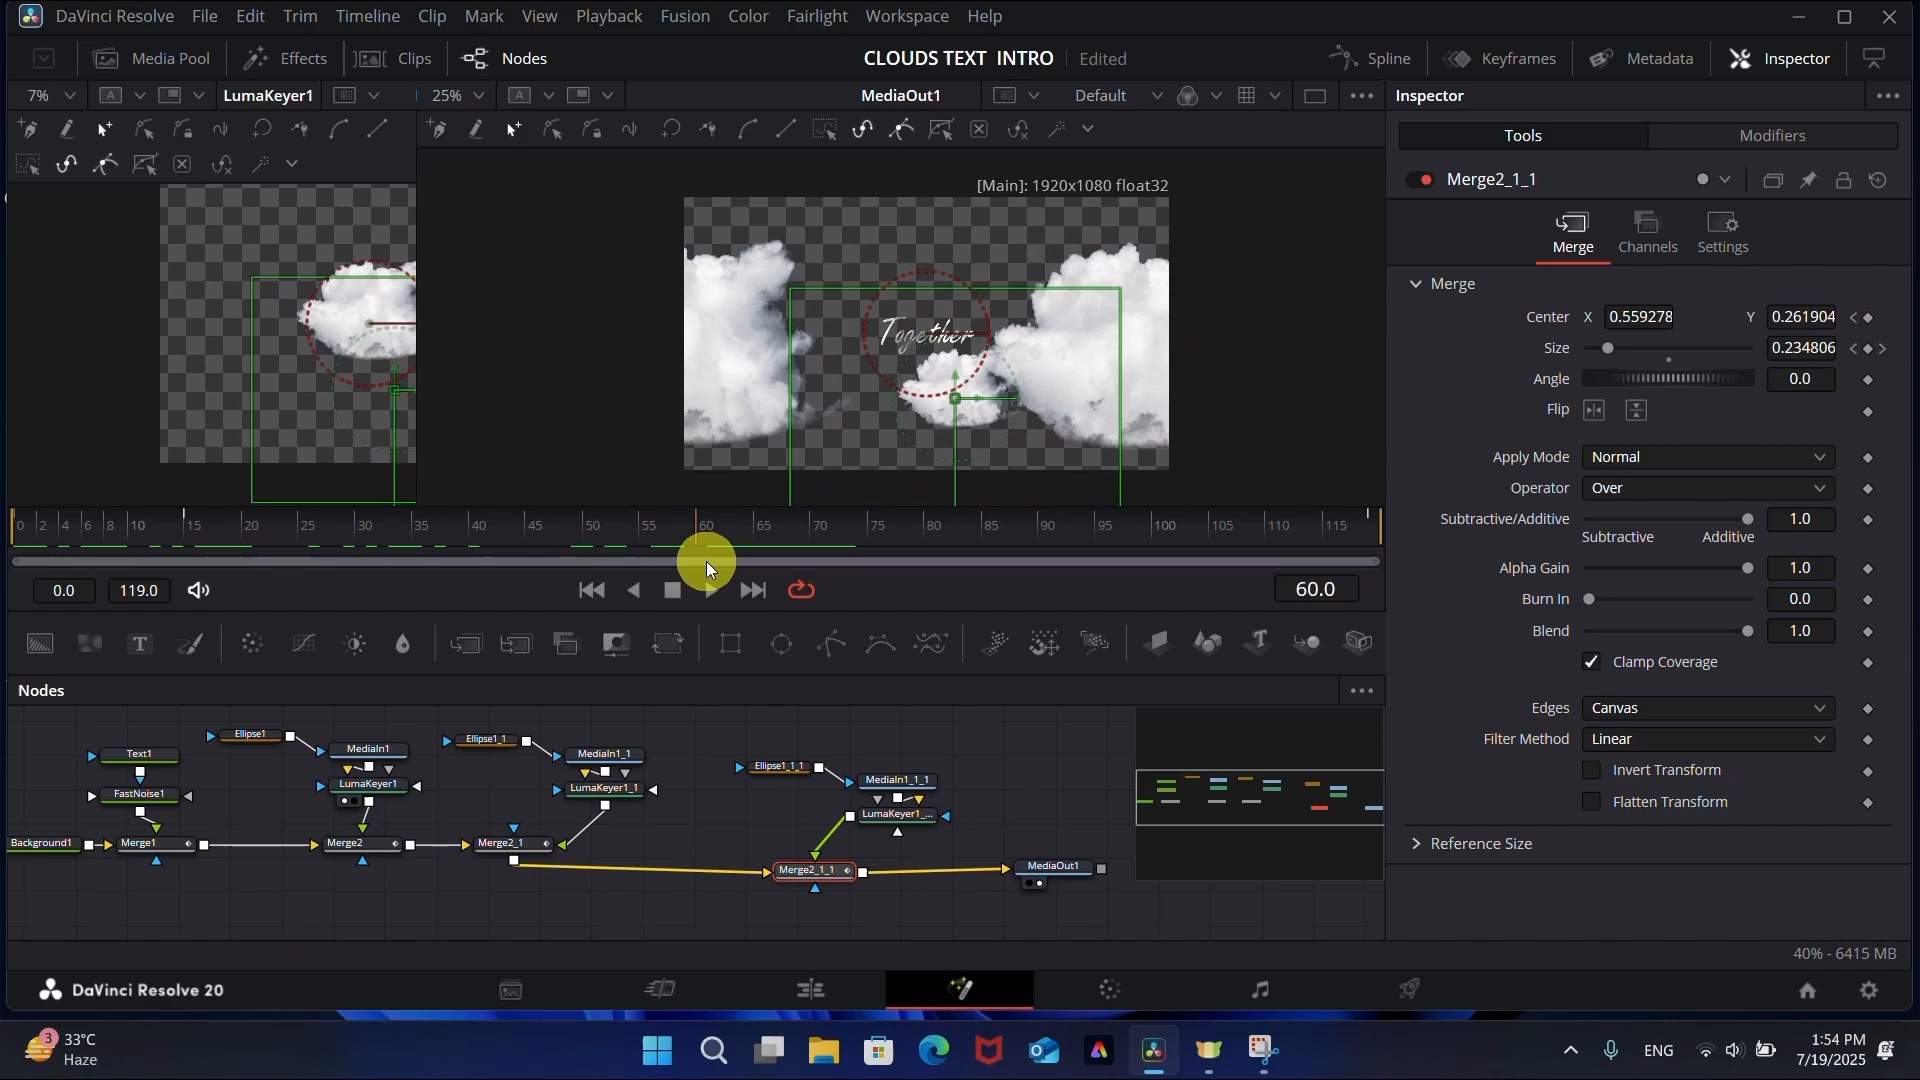 DaVinci Resolve File Edit Trim Timeline Clip Mark View Playback Fusion Color Fairlight Workspace Help
Media Pool Effects Clips Nodes CLOUDS TEXT INTRO Edited Spline Keyframes Metadata Inspector
7% A LumaKeyer1 25% A MediaOut1 Default Inspector
Tools Modifiers
[Main]: 1920x1080 float32
Merge2_1_1
Merge Channels Settings
Merge
Center X 0.559278 Y 0.261904
Together
Size 0.234806
Angle 0.0
Flip
Apply Mode Normal
Operator Over
Subtractive/Additive 1.0
0 2 4 6 8 10 15 20 25 30 35 40 45 50 55 60 65 70 75 80 85 90 95 100 105 110 115
Subtractive Additive
Alpha Gain 1.0
0.0 119.0 60.0
Burn In 0.0
Blend 1.0
T T
Clamp Coverage
Nodes
Edges Canvas
Filter Method Linear
Invert Transform
Flatten Transform
Reference Size
Ellipse1 Ellipse1_1
Text1 MediaIn1 MediaIn1_1
Ellipse1_1_1 MediaIn1_1_1
FastNoise1 LumaKeyer1 LumaKeyer1_1
LumaKeyer1_...
Background1 Merge1 Merge2 Merge2_1
Merge2_1_1 MediaOut1
40% - 6415 MB
DaVinci Resolve 20
3 33°C
Haze
ENG
1:54 PM
7/19/2025